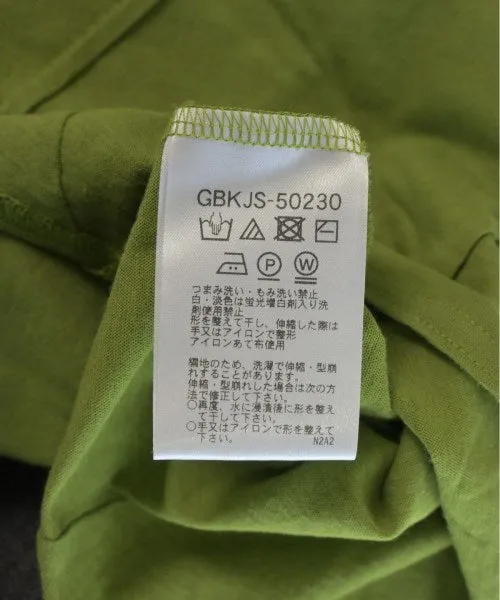 GBKJS-50230
つまみ洗い・もみ洗い禁止
白・淡色は蛍光増白剤入り洗
剤使用禁止
形を整えて干し、伸縮した際は
手又はアイロンで整形
アイロンあて布使用
楊地のため、洗濯で伸縮・型崩
れすることがあります。
伸縮・型崩れした場合は次の方
法で修正して下さい。
○再度、水に浸漬後に形を整え
て干して下さい。
○手又はアイロンで形を整えて
下さい。
N2A2